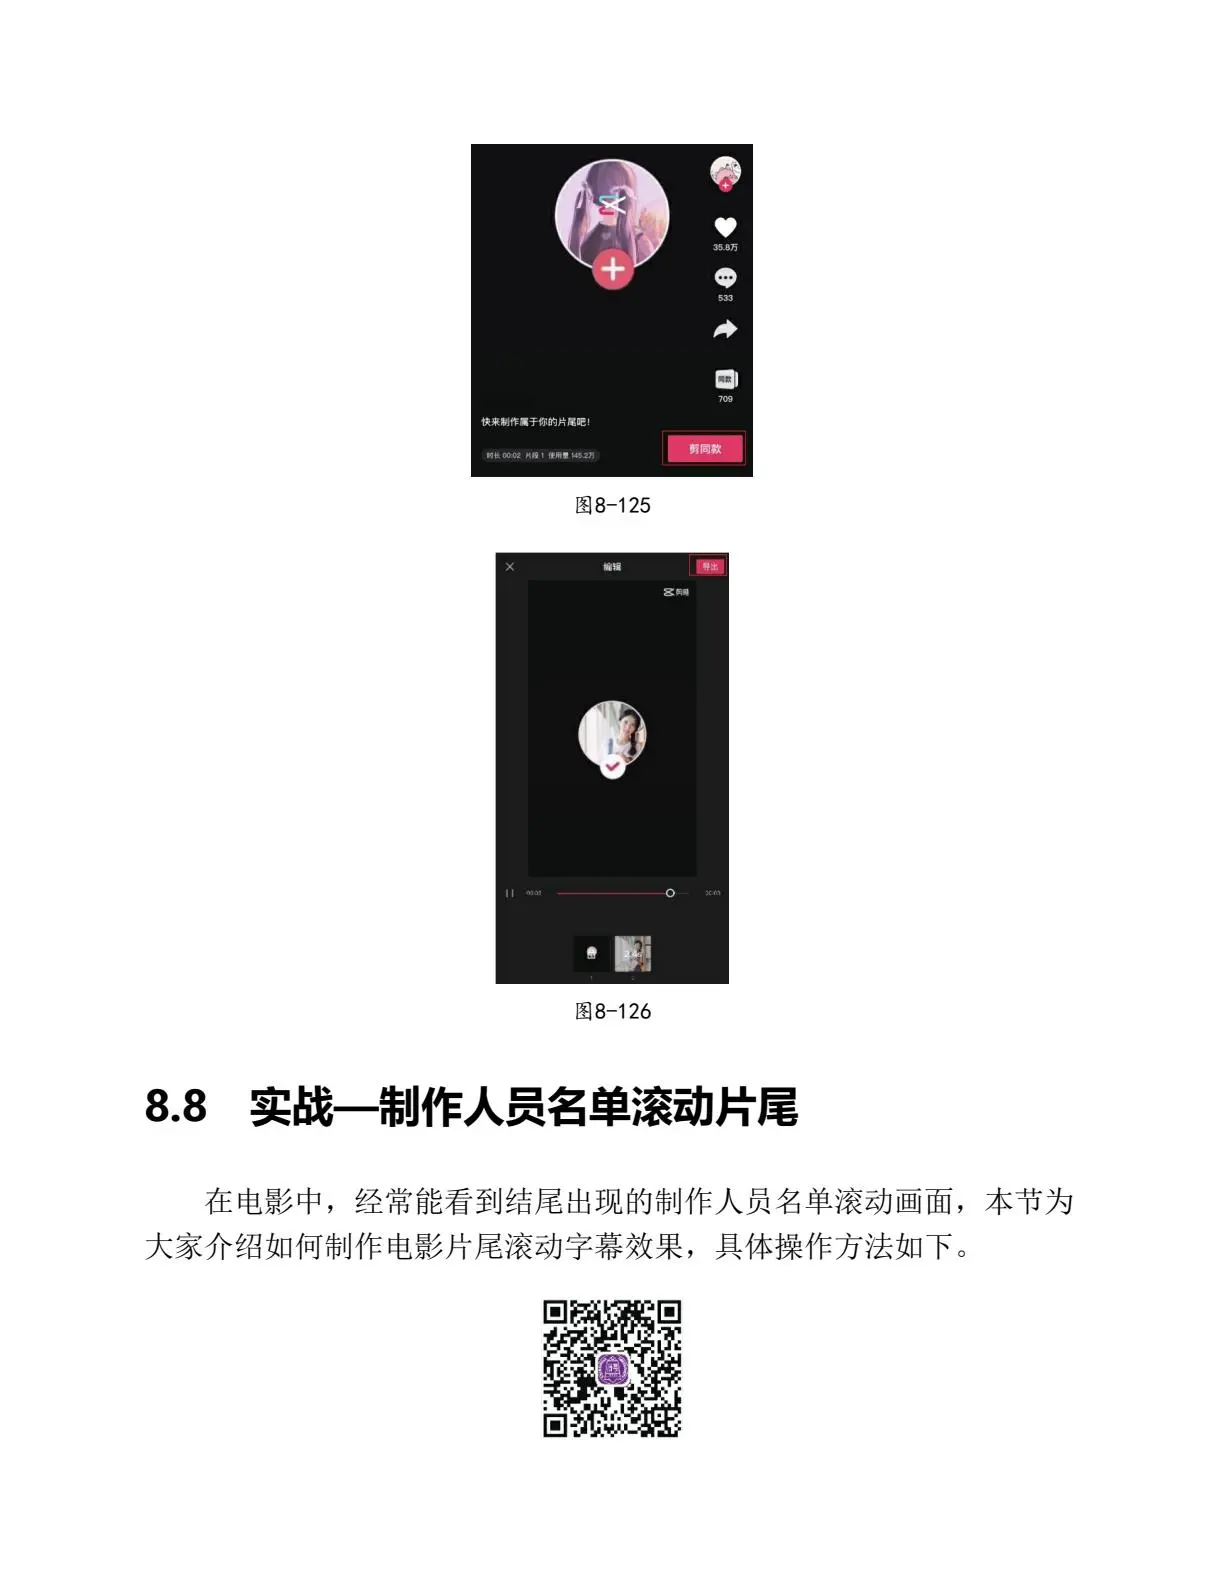 35.8万
533
同款
709
快来制作属于你的片尾吧！
时长 00:02 片段 1 使用量 145.2万
剪同款
图8-125
编辑
导出
剪映
00:03
2.4s
1
2
图8-126
8.8 实战—制作人员名单滚动片尾
在电影中，经常能看到结尾出现的制作人员名单滚动画面，本节为
大家介绍如何制作电影片尾滚动字幕效果，具体操作方法如下。